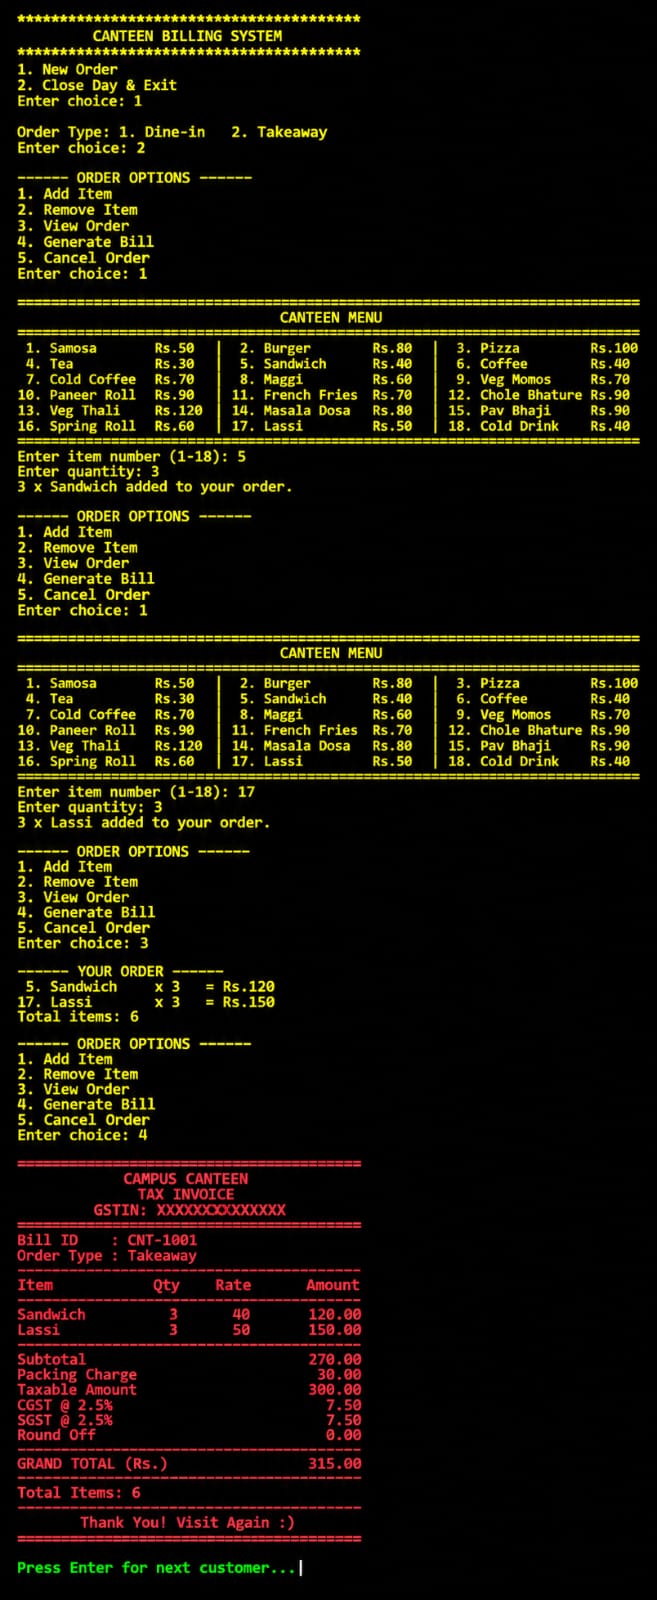 ****************************************
CANTEEN BILLING SYSTEM
****************************************
1. New Order
2. Close Day & Exit
Enter choice: 1
Order Type: 1. Dine-in   2. Takeaway
Enter choice: 2
------ ORDER OPTIONS ------
1. Add Item
2. Remove Item
3. View Order
4. Generate Bill
5. Cancel Order
Enter choice: 1
========================================================================
CANTEEN MENU
========================================================================
1. Samosa Rs.50 | 2. Burger Rs.80 | 3. Pizza Rs.100
4. Tea Rs.30 | 5. Sandwich Rs.40 | 6. Coffee Rs.40
7. Cold Coffee Rs.70 | 8. Maggi Rs.60 | 9. Veg Momos Rs.70
10. Paneer Roll Rs.90 | 11. French Fries Rs.70 | 12. Chole Bhature Rs.90
13. Veg Thali Rs.120 | 14. Masala Dosa Rs.80 | 15. Pav Bhaji Rs.90
16. Spring Roll Rs.60 | 17. Lassi Rs.50 | 18. Cold Drink Rs.40
========================================================================
Enter item number (1-18): 5
Enter quantity: 3
3 x Sandwich added to your order.
------ ORDER OPTIONS ------
1. Add Item
2. Remove Item
3. View Order
4. Generate Bill
5. Cancel Order
Enter choice: 1
========================================================================
CANTEEN MENU
========================================================================
1. Samosa Rs.50 | 2. Burger Rs.80 | 3. Pizza Rs.100
4. Tea Rs.30 | 5. Sandwich Rs.40 | 6. Coffee Rs.40
7. Cold Coffee Rs.70 | 8. Maggi Rs.60 | 9. Veg Momos Rs.70
10. Paneer Roll Rs.90 | 11. French Fries Rs.70 | 12. Chole Bhature Rs.90
13. Veg Thali Rs.120 | 14. Masala Dosa Rs.80 | 15. Pav Bhaji Rs.90
16. Spring Roll Rs.60 | 17. Lassi Rs.50 | 18. Cold Drink Rs.40
========================================================================
Enter item number (1-18): 17
Enter quantity: 3
3 x Lassi added to your order.
------ ORDER OPTIONS ------
1. Add Item
2. Remove Item
3. View Order
4. Generate Bill
5. Cancel Order
Enter choice: 3
------ YOUR ORDER ------
5. Sandwich x 3 = Rs.120
17. Lassi x 3 = Rs.150
Total items: 6
------ ORDER OPTIONS ------
1. Add Item
2. Remove Item
3. View Order
4. Generate Bill
5. Cancel Order
Enter choice: 4
========================================
CAMPUS CANTEEN
TAX INVOICE
GSTIN: XXXXXXXXXXXXXXX
========================================
Bill ID : CNT-1001
Order Type : Takeaway
----------------------------------------
Item Qty Rate Amount
----------------------------------------
Sandwich 3 40 120.00
Lassi 3 50 150.00
----------------------------------------
Subtotal 270.00
Packing Charge 30.00
Taxable Amount 300.00
CGST @ 2.5% 7.50
SGST @ 2.5% 7.50
Round Off 0.00
----------------------------------------
GRAND TOTAL (Rs.) 315.00
----------------------------------------
Total Items: 6
----------------------------------------
Thank You! Visit Again :)
========================================
Press Enter for next customer...